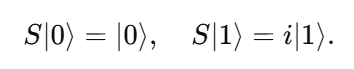 S|0⟩ = |0⟩, S|1⟩ = i|1⟩.